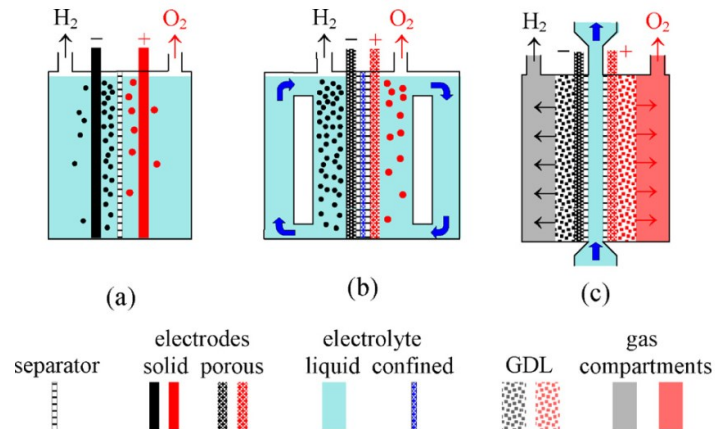 H2 − + O2
H2 − + O2
H2 − + O2
(a)
(b)
(c)
electrodes
electrolyte
gas
separator
solid porous
liquid confined
GDL
compartments